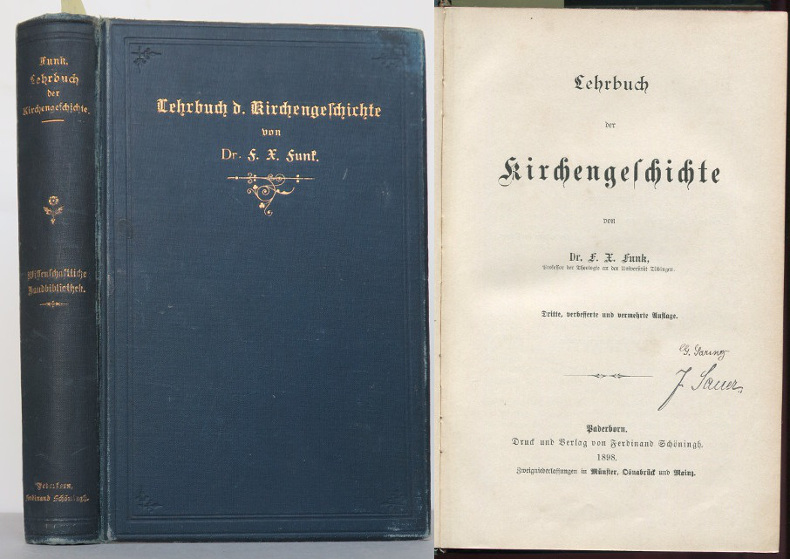 Funk.
Lehrbuch
der
Kirchengeschichte.
Wissenschaftliche
Handbibliothek.
Paderborn.
Ferdinand Schöningh.
Lehrbuch d. Kirchengeschichte
von
Dr. F. X. Funk.
Lehrbuch
der
Kirchengeschichte
von
Dr. F. X. Funk,
Professor der Theologie an der Universität Tübingen.
Dritte, verbesserte und vermehrte Auflage.
J. Sauer
Paderborn.
Druck und Verlag von Ferdinand Schöningh.
1898.
Zweigniederlassungen in Münster, Osnabrück und Mainz.